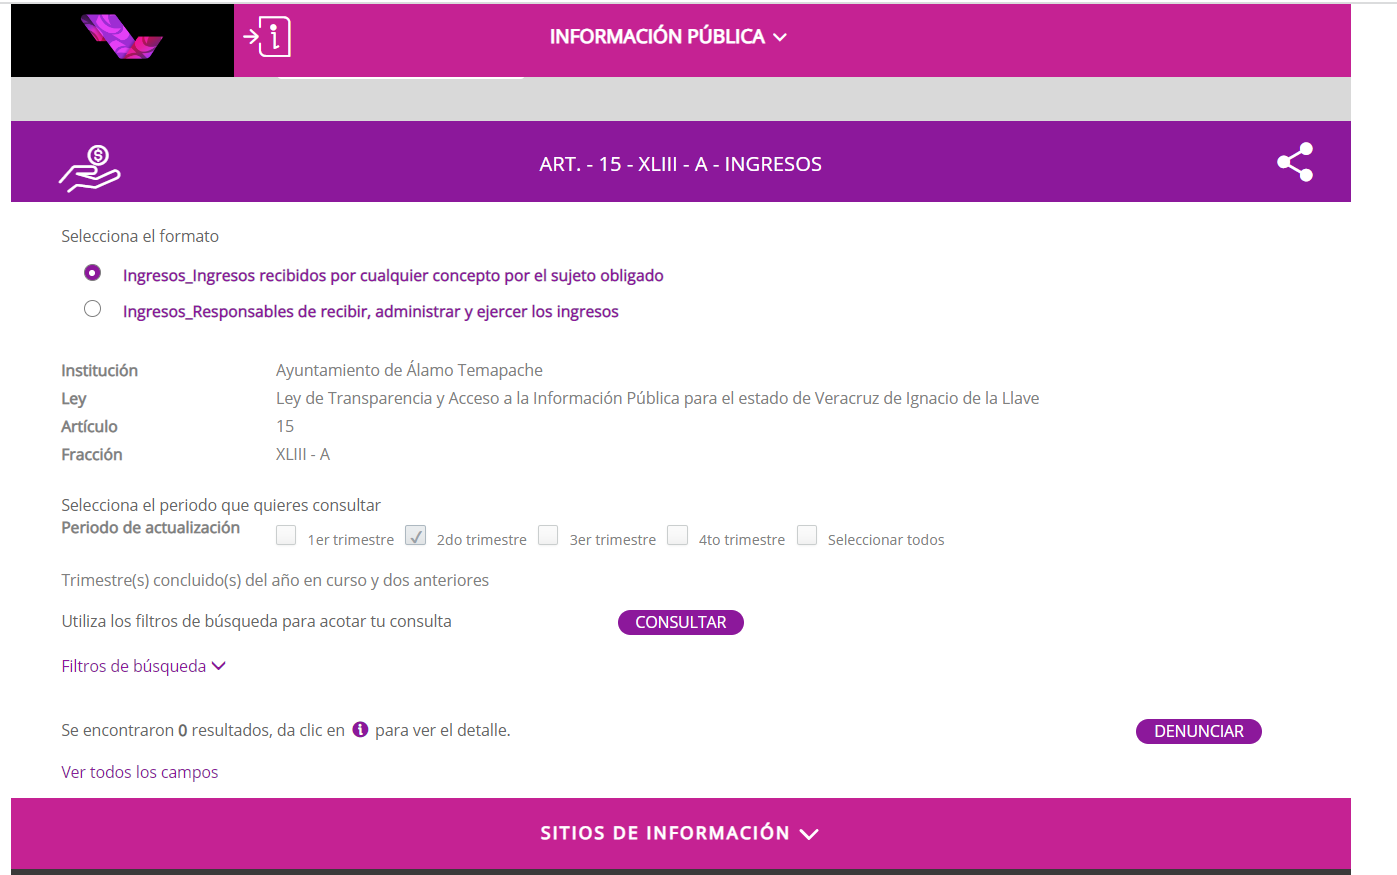 INFORMACIÓN PÚBLICA
ART. - 15 - XLIII - A - INGRESOS
Selecciona el formato
Ingresos_Ingresos recibidos por cualquier concepto por el sujeto obligado
Ingresos_Responsables de recibir, administrar y ejercer los ingresos
Institución Ayuntamiento de Álamo Temapache
Ley Ley de Transparencia y Acceso a la Información Pública para el estado de Veracruz de Ignacio de la Llave
Artículo 15
Fracción XLIII - A
Selecciona el periodo que quieres consultar
Periodo de actualización 1er trimestre 2do trimestre 3er trimestre 4to trimestre Seleccionar todos
Trimestre(s) concluido(s) del año en curso y dos anteriores
Utiliza los filtros de búsqueda para acotar tu consulta CONSULTAR
Filtros de búsqueda
Se encontraron 0 resultados, da clic en i para ver el detalle. DENUNCIAR
Ver todos los campos
SITIOS DE INFORMACIÓN